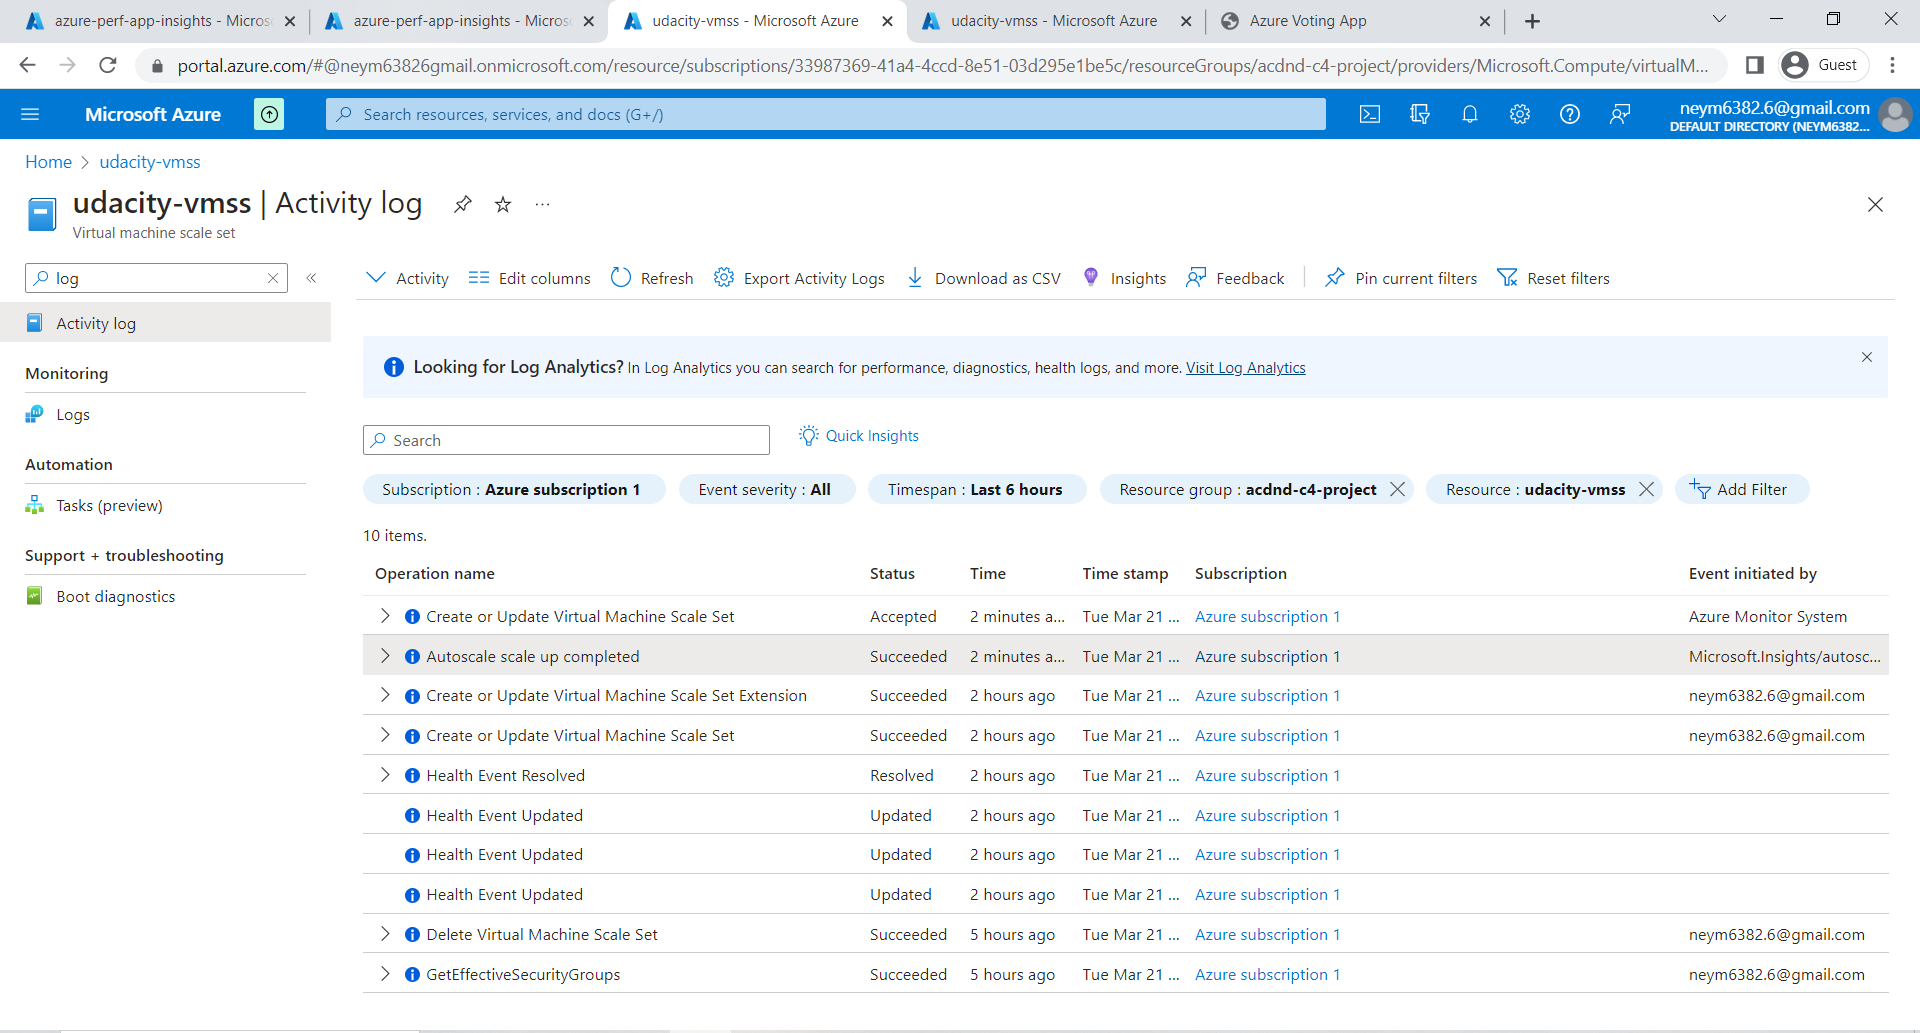 azure-perf-app-insights - Micros
azure-perf-app-insights - Micros
udacity-vmss - Microsoft Azure
udacity-vmss - Microsoft Azure
Azure Voting App
portal.azure.com/#@neym63826gmail.onmicrosoft.com/resource/subscriptions/33987369-41a4-4ccd-8e51-03d295e1be5c/resourceGroups/acdnd-c4-project/providers/Microsoft.Compute/virtualM...
Guest
Microsoft Azure
Search resources, services, and docs (G+/)
neym6382.6@gmail.com
DEFAULT DIRECTORY (NEYM6382...
Home > udacity-vmss
udacity-vmss | Activity log
...
Virtual machine scale set
log
«
Activity
Edit columns
Refresh
Export Activity Logs
Download as CSV
Insights
Feedback
Pin current filters
Reset filters
Activity log
Monitoring
Logs
Automation
Tasks (preview)
Support + troubleshooting
Boot diagnostics
Looking for Log Analytics? In Log Analytics you can search for performance, diagnostics, health logs, and more. Visit Log Analytics
Search
Quick Insights
Subscription : Azure subscription 1
Event severity : All
Timespan : Last 6 hours
Resource group : acdnd-c4-project
Resource : udacity-vmss
Add Filter
10 items.
Operation name Status Time Time stamp Subscription Event initiated by
Create or Update Virtual Machine Scale Set Accepted 2 minutes a... Tue Mar 21 ... Azure subscription 1 Azure Monitor System
Autoscale scale up completed Succeeded 2 minutes a... Tue Mar 21 ... Azure subscription 1 Microsoft.Insights/autosc...
Create or Update Virtual Machine Scale Set Extension Succeeded 2 hours ago Tue Mar 21 ... Azure subscription 1 neym6382.6@gmail.com
Create or Update Virtual Machine Scale Set Succeeded 2 hours ago Tue Mar 21 ... Azure subscription 1 neym6382.6@gmail.com
Health Event Resolved Resolved 2 hours ago Tue Mar 21 ... Azure subscription 1
Health Event Updated Updated 2 hours ago Tue Mar 21 ... Azure subscription 1
Health Event Updated Updated 2 hours ago Tue Mar 21 ... Azure subscription 1
Health Event Updated Updated 2 hours ago Tue Mar 21 ... Azure subscription 1
Delete Virtual Machine Scale Set Succeeded 5 hours ago Tue Mar 21 ... Azure subscription 1 neym6382.6@gmail.com
GetEffectiveSecurityGroups Succeeded 5 hours ago Tue Mar 21 ... Azure subscription 1 neym6382.6@gmail.com